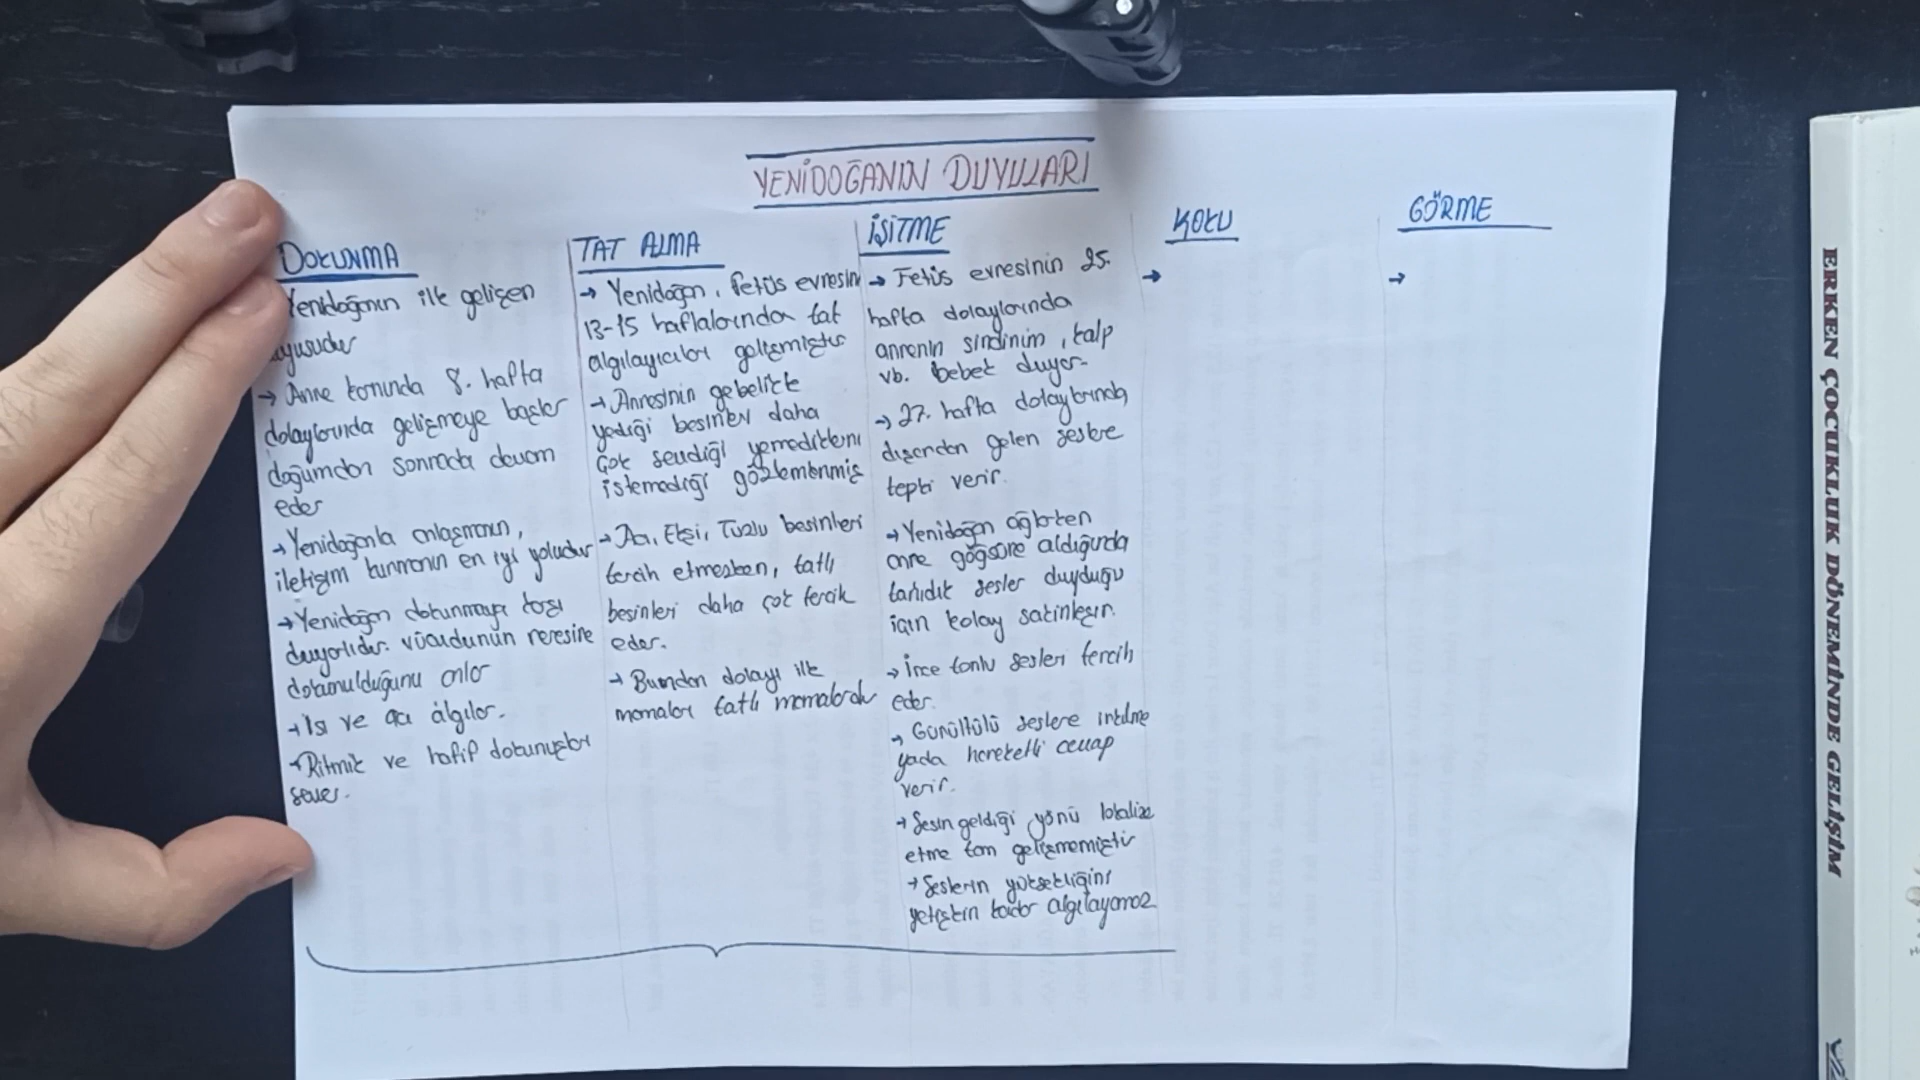 YENİDOĞANIN DUYULARI
DOKUNMA
Yenidoğanın ilk gelişen
duyusudur
→ Anne karnında 8. hafta
dolaylarında gelişmeye başlar
doğumdan sonrada devam
eder
→ Yenidoğanla anlaşmanın,
iletişim kurmanın en iyi yoludur
→ Yenidoğan dokunmaya karşı
duyarlıdır. vücudunun neresine
dokunulduğunu anlar
→ Isı ve acı algılar.
→ Ritmik ve hafif dokunuşlar
sever.
TAT ALMA
→ Yenidoğan, fetüs evresin
13-15 haftalarında tat
algılayıcılar gelişmiştir
→ Annesinin gebelikte
yediği besinleri daha
çok sevdiği yemediklerini
istemediği gözlemlenmiş
→ Acı, Ekşi, Tuzlu besinleri
tercih etmezken, tatlı
besinleri daha çok tercik
eder.
→ Bundan dolayı ilk
mamalar tatlı mamalardır
İŞİTME
→ Fetüs evresinin 25.
hafta dolaylarında
annenin sindirim, kalp
vb. bebek duyar.
→ 27. hafta dolaylarında
dışarıdan gelen seslere
tepki verir.
→ Yenidoğan ağlarken
anne göğsüne aldığında
tanıdık sesler duyduğu
için kolay sakinleşir.
→ İnce tonlu sesleri tercih
eder.
→ Gürültülü seslere irkilme
yada hareketli cevap
verir.
→ Sesin geldiği yönü lokalize
etme tam gelişmemiştir
→ Seslerin yüksekliğini
yetişkin kadar algılayamaz
KOKU
→
GÖRME
→
ERKEN ÇOCUKLUK DÖNEMİNDE GELİŞİM